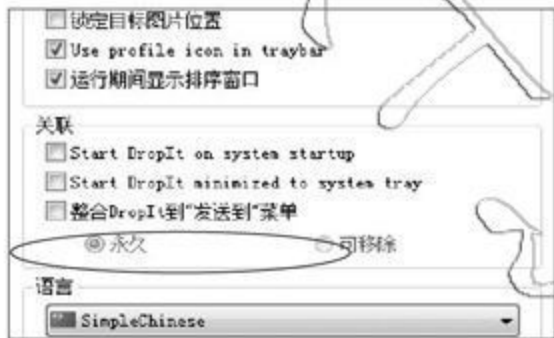 锁定目标图片位置
Use profile icon in traybar
运行期间显示排序窗口
关联
Start DropIt on system startup
Start DropIt minimized to system tray
整合DropIt到"发送到"菜单
永久 可移除
语言
SimpleChinese